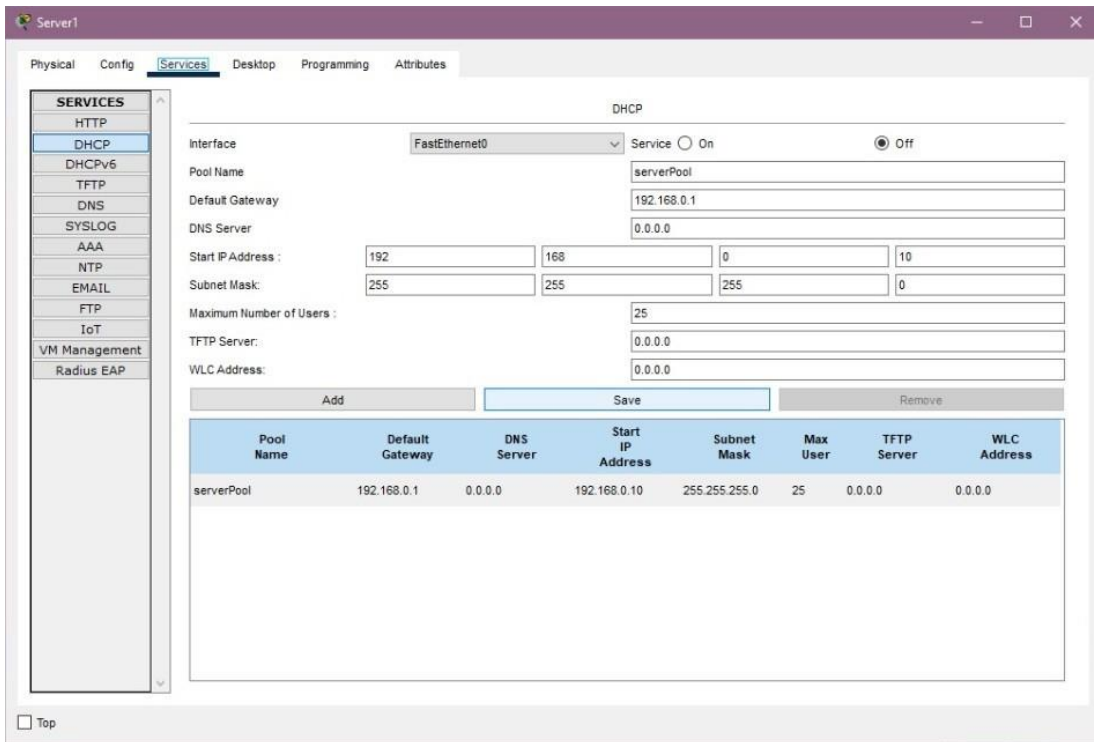 Server1
Physical Config Services Desktop Programming Attributes
SERVICES
HTTP
DHCP
DHCPv6
TFTP
DNS
SYSLOG
AAA
NTP
EMAIL
FTP
IoT
VM Management
Radius EAP
DHCP
Interface FastEthernet0 Service On Off
Pool Name serverPool
Default Gateway 192.168.0.1
DNS Server 0.0.0.0
Start IP Address : 192 168 0 10
Subnet Mask: 255 255 255 0
Maximum Number of Users : 25
TFTP Server: 0.0.0.0
WLC Address: 0.0.0.0
Add Save Remove
Pool Name Default Gateway DNS Server Start IP Address Subnet Mask Max User TFTP Server WLC Address
serverPool 192.168.0.1 0.0.0.0 192.168.0.10 255.255.255.0 25 0.0.0.0 0.0.0.0
Top